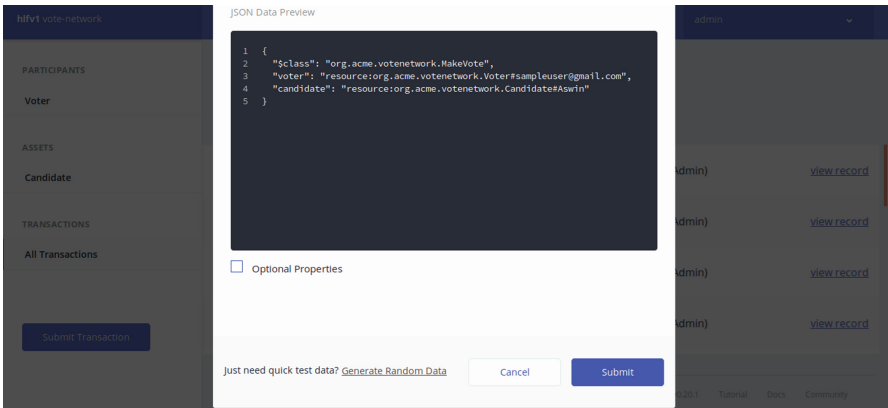 hlfv1 vote-network
JSON Data Preview
admin
PARTICIPANTS
Voter
ASSETS
Candidate
TRANSACTIONS
All Transactions
Submit Transaction
1 {
2 "$class": "org.acme.votenetwork.MakeVote",
3 "voter": "resource:org.acme.votenetwork.Voter#sampleuser@gmail.com",
4 "candidate": "resource:org.acme.votenetwork.Candidate#Aswin"
5 }
Optional Properties
Admin) view record
Admin) view record
Admin) view record
Admin) view record
Just need quick test data? Generate Random Data
Cancel
Submit
0.20.1 Tutorial Docs Community